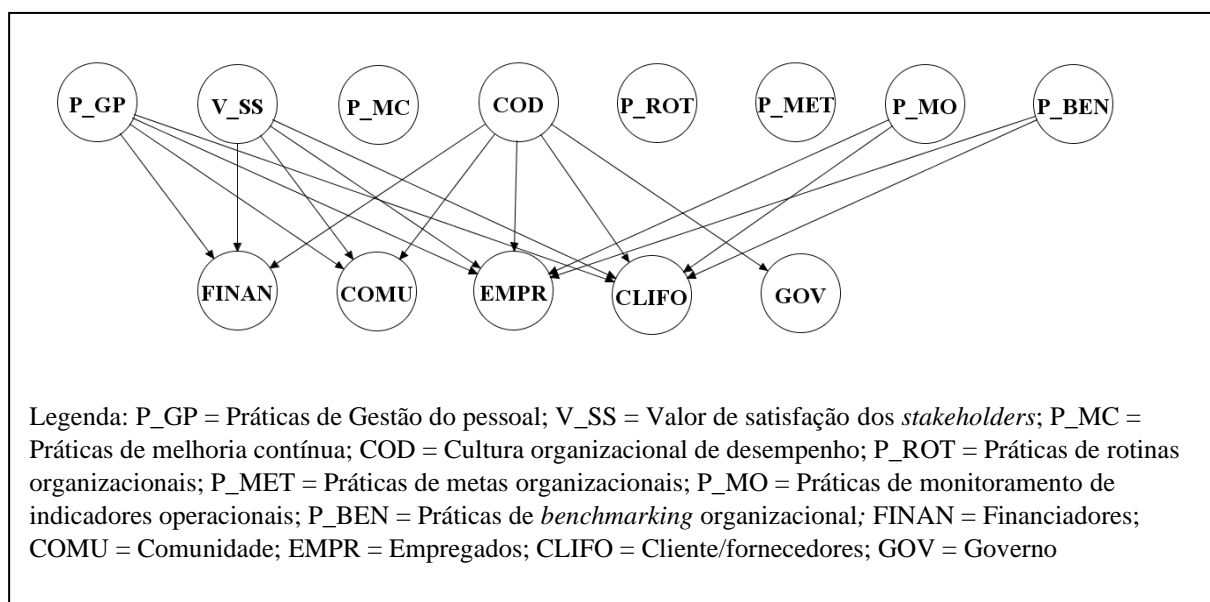 P_GP V_SS P_MC COD P_ROT P_MET P_MO P_BEN
FINAN COMU EMPR CLIFO GOV
Legenda: P_GP = Práticas de Gestão do pessoal; V_SS = Valor de satisfação dos stakeholders; P_MC =
Práticas de melhoria contínua; COD = Cultura organizacional de desempenho; P_ROT = Práticas de rotinas
organizacionais; P_MET = Práticas de metas organizacionais; P_MO = Práticas de monitoramento de
indicadores operacionais; P_BEN = Práticas de benchmarking organizacional; FINAN = Financiadores;
COMU = Comunidade; EMPR = Empregados; CLIFO = Cliente/fornecedores; GOV = Governo